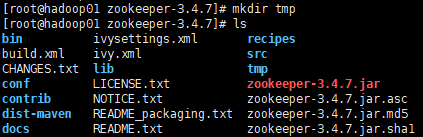 [root@hadoop01 zookeeper-3.4.7]# mkdir tmp
[root@hadoop01 zookeeper-3.4.7]# ls
bin ivysettings.xml recipes
build.xml ivy.xml src
CHANGES.txt lib tmp
conf LICENSE.txt zookeeper-3.4.7.jar
contrib NOTICE.txt zookeeper-3.4.7.jar.asc
dist-maven README_packaging.txt zookeeper-3.4.7.jar.md5
docs README.txt zookeeper-3.4.7.jar.sha1